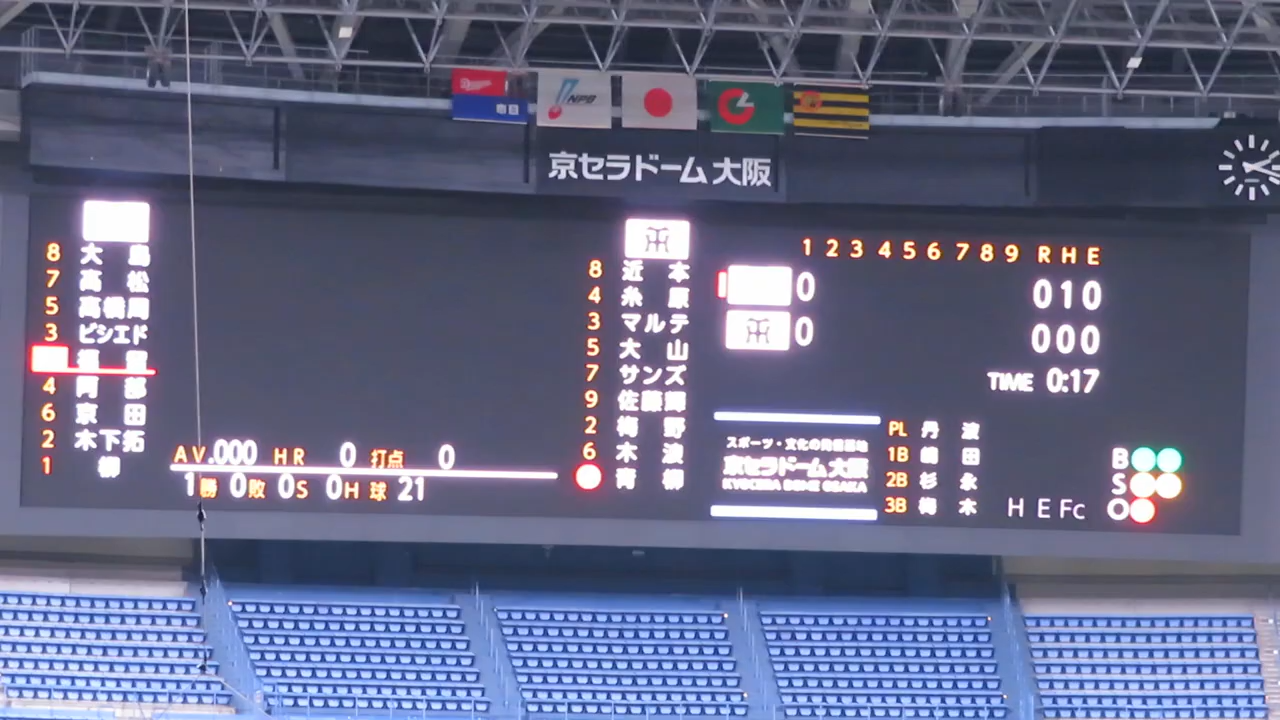 Dragons
NPB
京セラドーム 大阪
8 大島
7 高松
5 高橋周
3 ビシエド
福留
4 阿部
6 京田
2 木下拓
1 柳
AV.000 HR 0 打点 0
1勝 0敗 0S 0H 球 21
8 近本
4 糸原
3 マルテ
5 大山
7 サンズ
9 佐藤輝
2 梅野
6 木浪
青柳
1 2 3 4 5 6 7 8 9 R H E
0 0 1 0
0 0 0 0
TIME 0:17
スポーツ・文化の発信基地
京セラドーム大阪
KYOCERA DOME OSAKA
PL 丹波
1B 嶋田
2B 杉永
3B 梅木
H E Fc
B
S
O